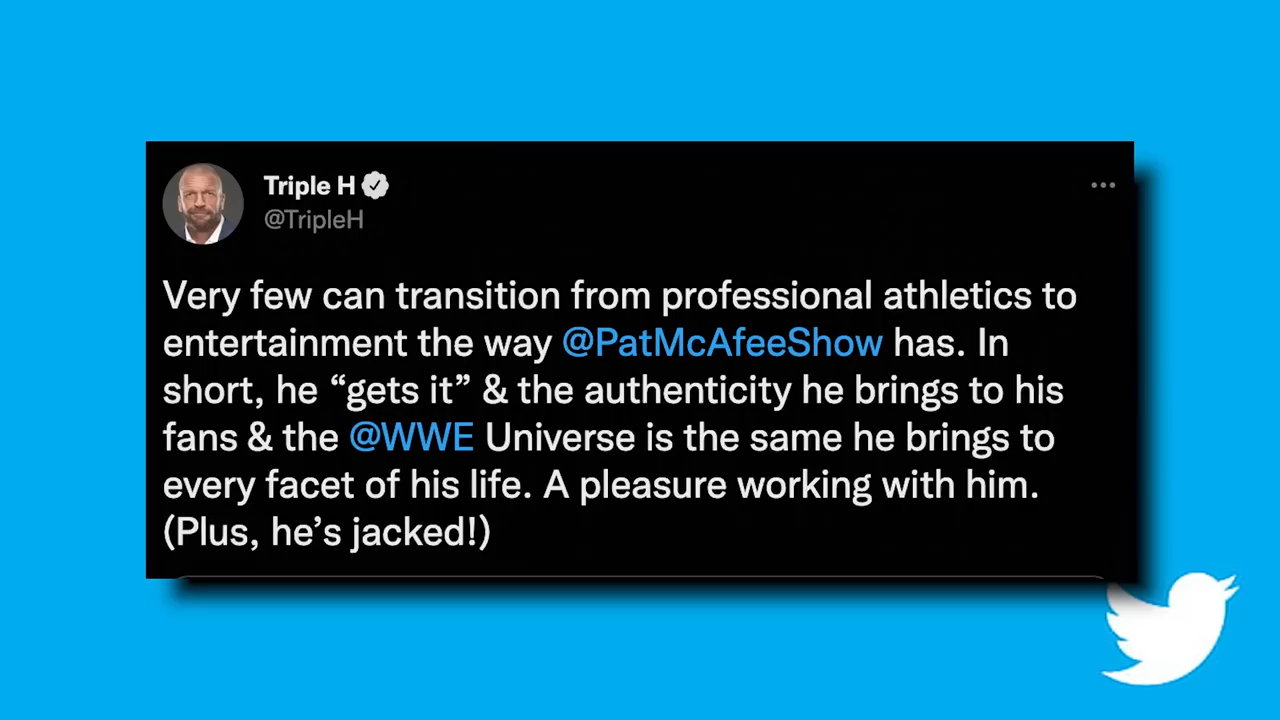 Triple H
@TripleH
Very few can transition from professional athletics to
entertainment the way @PatMcAfeeShow has. In
short, he “gets it” & the authenticity he brings to his
fans & the @WWE Universe is the same he brings to
every facet of his life. A pleasure working with him.
(Plus, he’s jacked!)